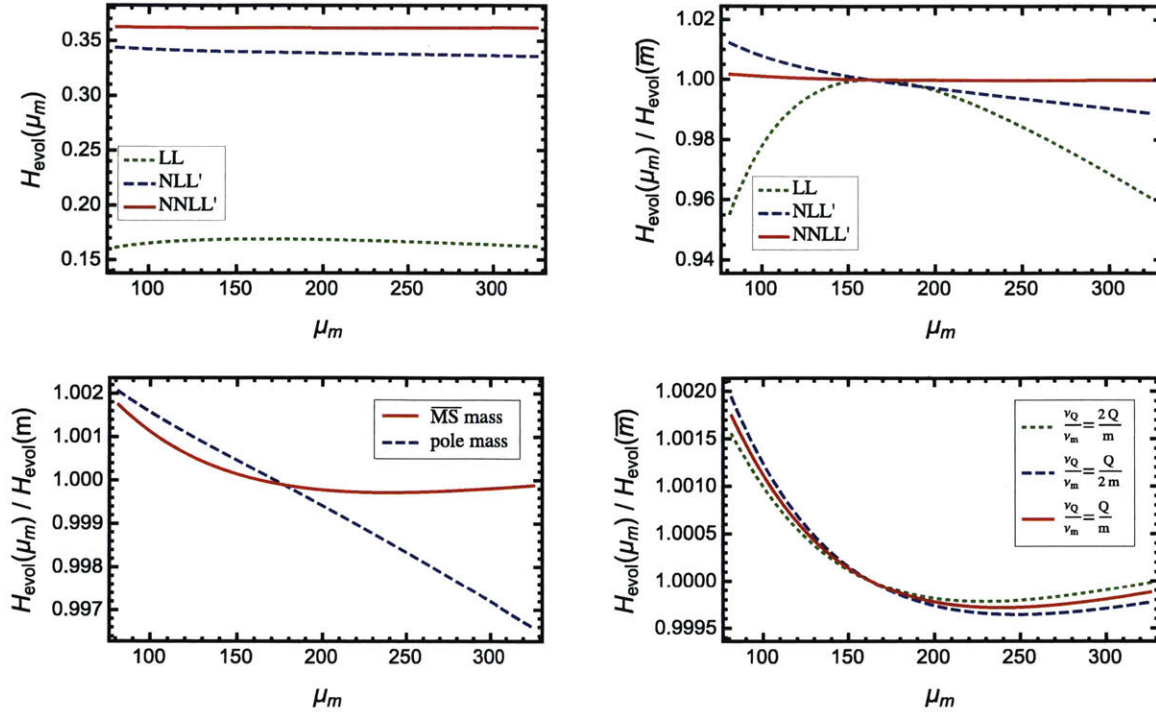 H_evol(μ_m)
0.35
0.30
0.25
0.20
0.15
LL
NLL'
NNLL'
100 150 200 250 300
μ_m
H_evol(μ_m) / H_evol(m̅)
1.02
1.00
0.98
0.96
0.94
LL
NLL'
NNLL'
100 150 200 250 300
μ_m
H_evol(μ_m) / H_evol(m)
1.002
1.001
1.000
0.999
0.998
0.997
M̅S̅ mass
pole mass
100 150 200 250 300
μ_m
H_evol(μ_m) / H_evol(m̅)
1.0020
1.0015
1.0010
1.0005
1.0000
0.9995
ν_Q/ν_m = 2 Q/m
ν_Q/ν_m = Q/2 m
ν_Q/ν_m = Q/m
100 150 200 250 300
μ_m